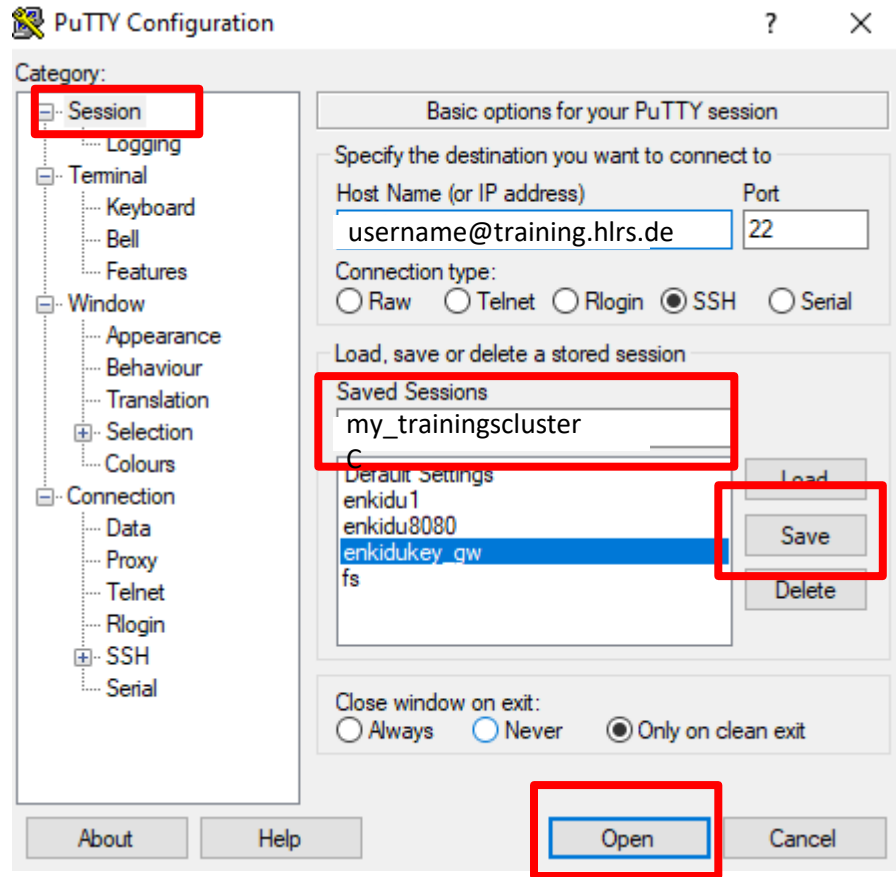 PuTTY Configuration ? ×
Category:
Session
Logging
Terminal
Keyboard
Bell
Features
Window
Appearance
Behaviour
Translation
Selection
Colours
Connection
Data
Proxy
Telnet
Rlogin
SSH
Serial
Basic options for your PuTTY session
Specify the destination you want to connect to
Host Name (or IP address) Port
username@training.hlrs.de 22
Connection type:
Raw Telnet Rlogin SSH Serial
Load, save or delete a stored session
Saved Sessions
my_trainingscluster
C
Default Settings
enkidu1
enkidu8080
enkidukey_gw
fs
Load
Save
Delete
Close window on exit:
Always Never Only on clean exit
About Help Open Cancel